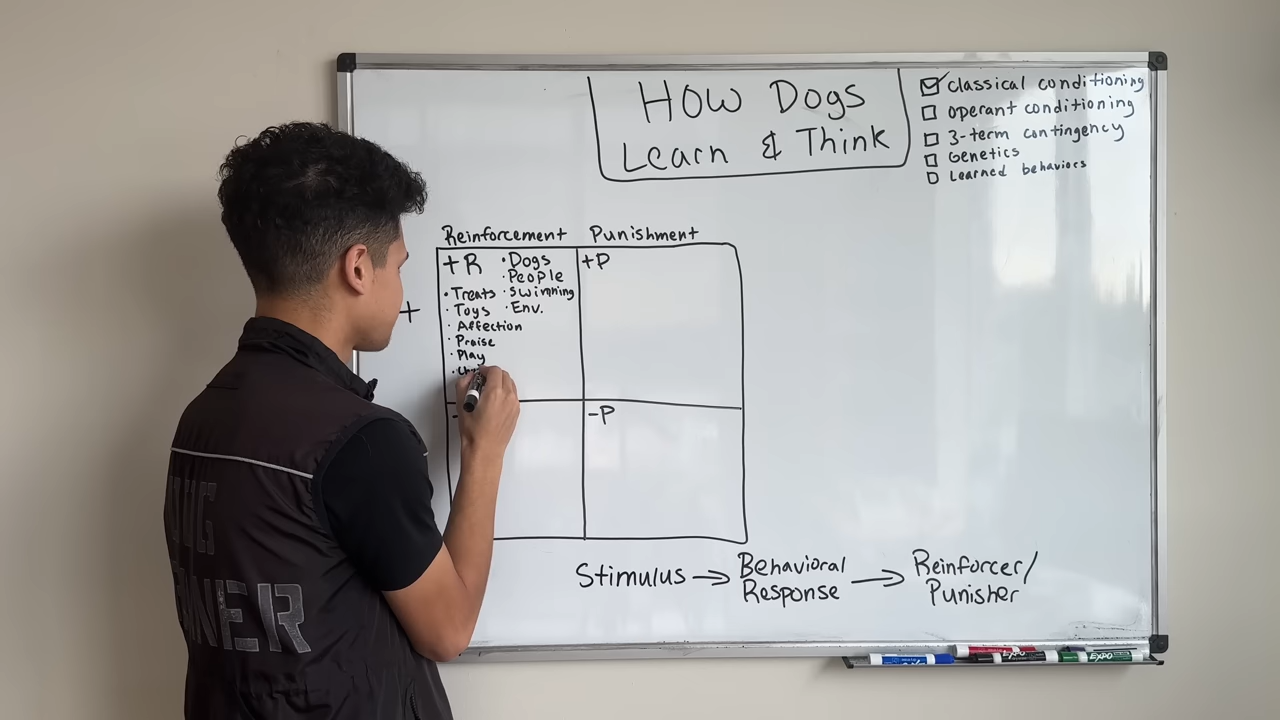 How Dogs
Learn & Think
☑ classical conditioning
☐ operant conditioning
☐ 3-term contingency
☐ Genetics
☐ Learned behaviors
Reinforcement Punishment
+
+R
· Treats
· Toys
· Affection
· Praise
· Play
· Dogs
· People
· Swimming
· Env.
+P
-
-P
Stimulus → Behavioral Response → Reinforcer/Punisher
EXPO
EXPO